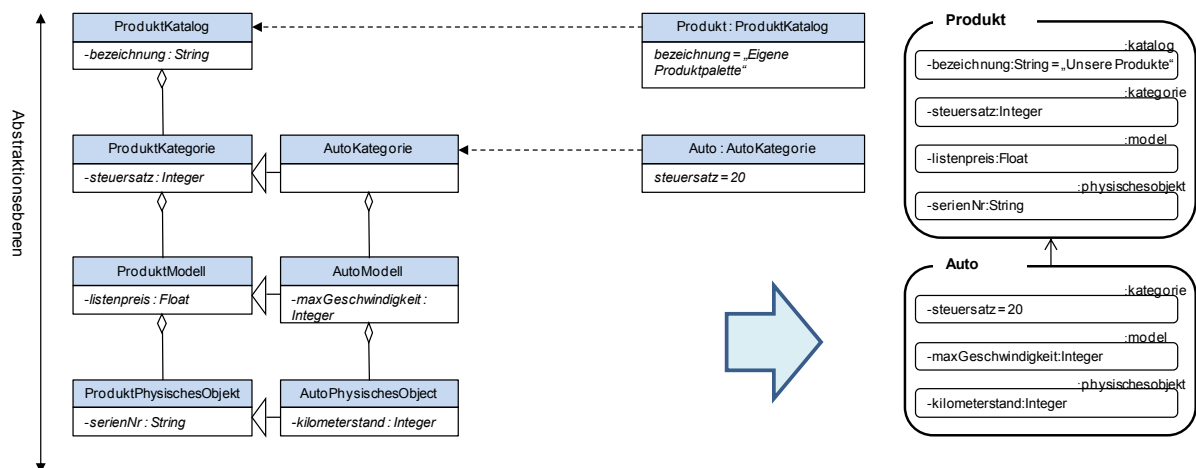 Abstraktionsebenen
ProduktKatalog
-bezeichnung : String
ProduktKategorie
-steuersatz : Integer
AutoKategorie
ProduktModell
-listenpreis : Float
AutoModell
-maxGeschwindigkeit :
Integer
ProduktPhysischesObjekt
-serienNr : String
AutoPhysischesObject
-kilometerstand : Integer
Produkt : ProduktKatalog
bezeichnung = „Eigene
Produktpalette“
Auto : AutoKategorie
steuersatz = 20
Produkt
:katalog
-bezeichnung:String = „Unsere Produkte“
:kategorie
-steuersatz:Integer
:model
-listenpreis:Float
:physischesobjekt
-serienNr:String
Auto
:kategorie
-steuersatz = 20
:model
-maxGeschwindigkeit:Integer
:physischesobjekt
-kilometerstand:Integer